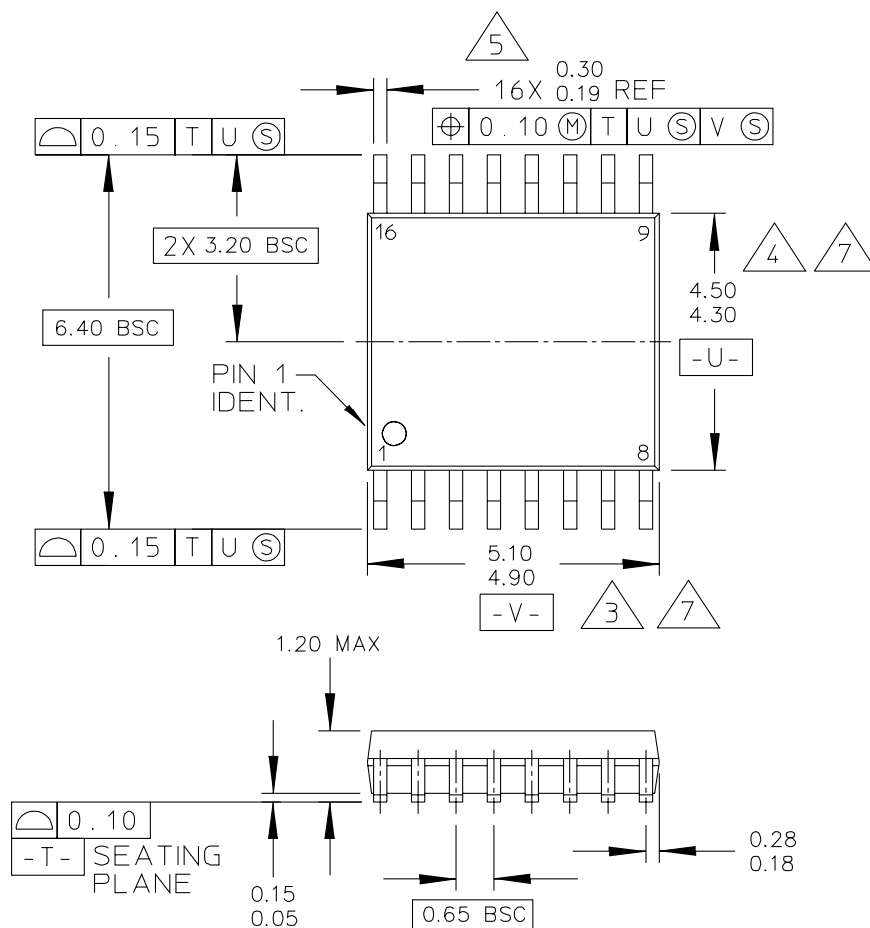 5
0.30
16X 0.19 REF
⌓ 0.15 T U Ⓢ
⌖ 0.10 Ⓜ T U Ⓢ V Ⓢ
16
9
2X 3.20 BSC
4 7
4.50
4.30
6.40 BSC
-U-
PIN 1
IDENT.
1
8
⌓ 0.15 T U Ⓢ
5.10
4.90
-V- 3 7
1.20 MAX
⌓ 0.10
-T- SEATING
PLANE
0.15
0.05
0.65 BSC
0.28
0.18